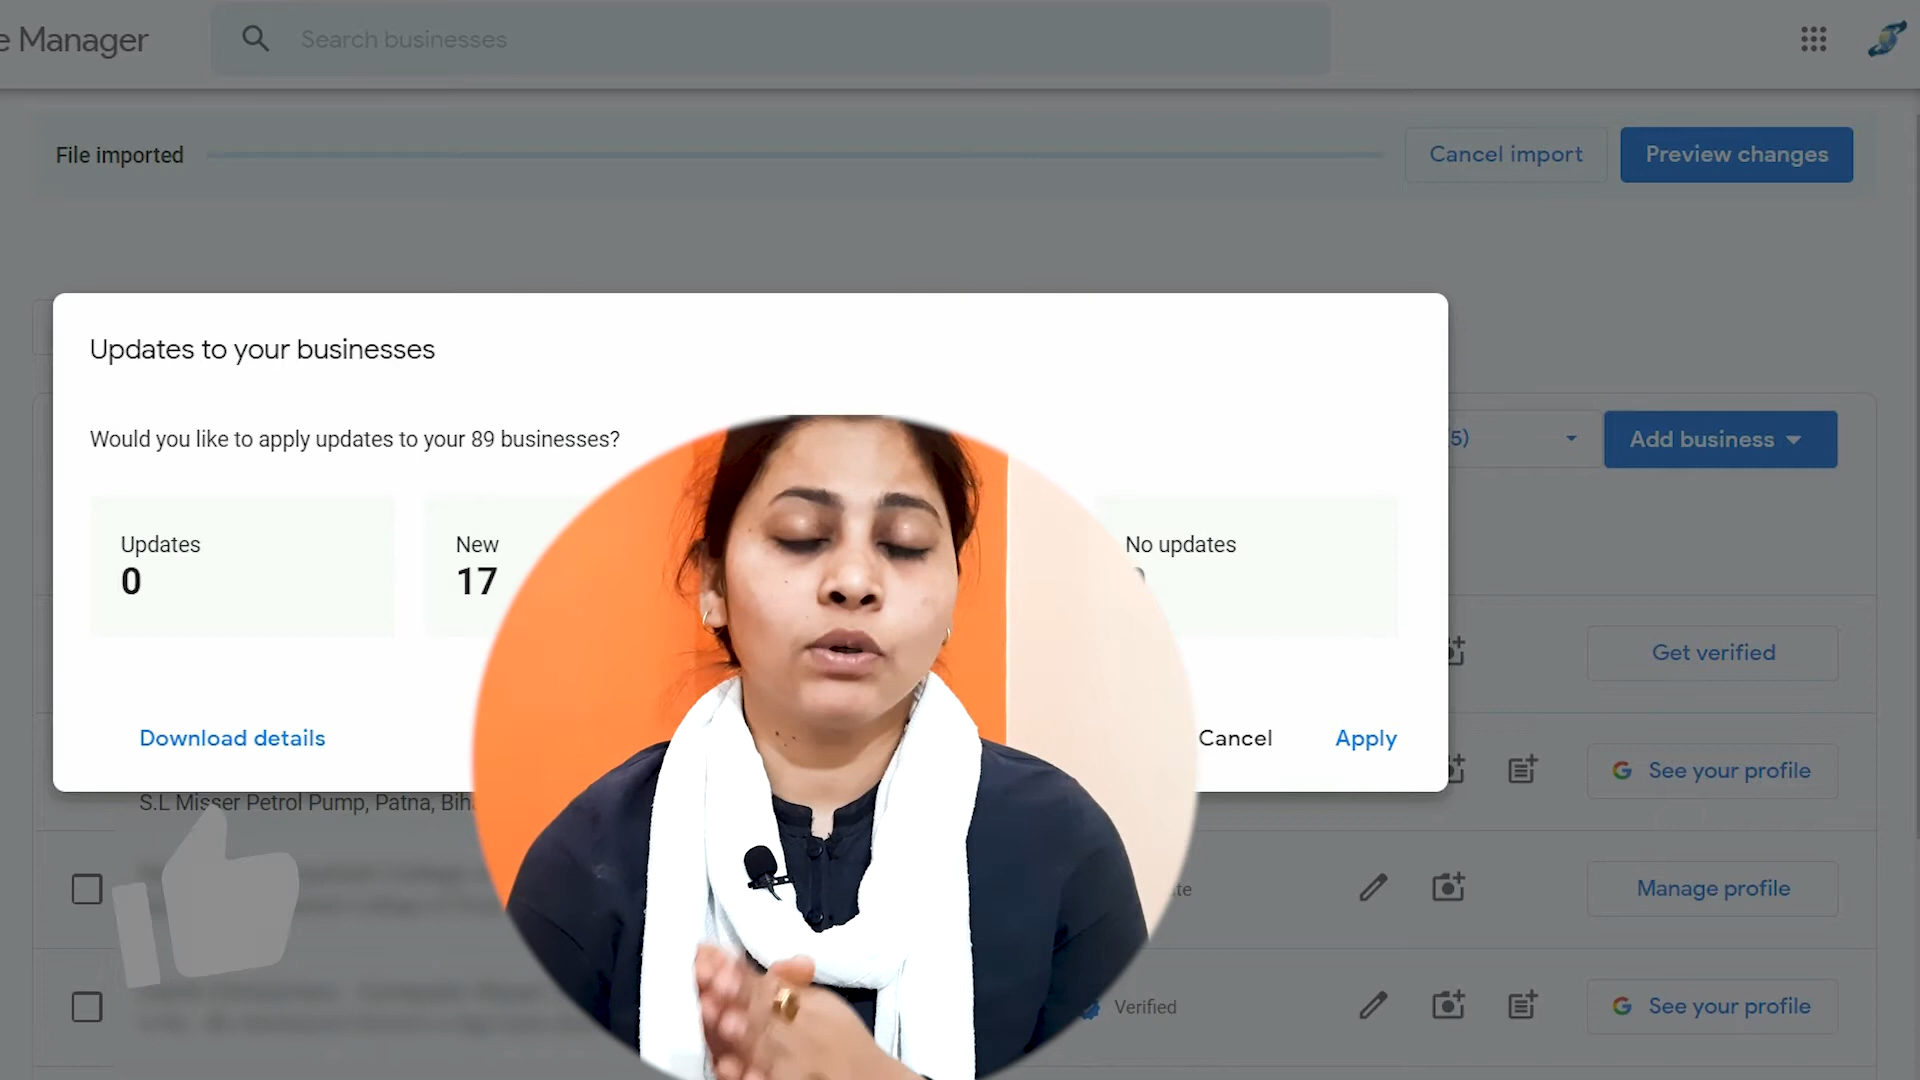 e Manager
Search businesses
File imported
Cancel import
Preview changes
Updates to your businesses
Would you like to apply updates to your 89 businesses?
5)
Add business
Updates
0
New
17
No updates
Get verified
Download details
Cancel
Apply
See your profile
S.L Misser Petrol Pump, Patna, Bih
te
Manage profile
Verified
See your profile